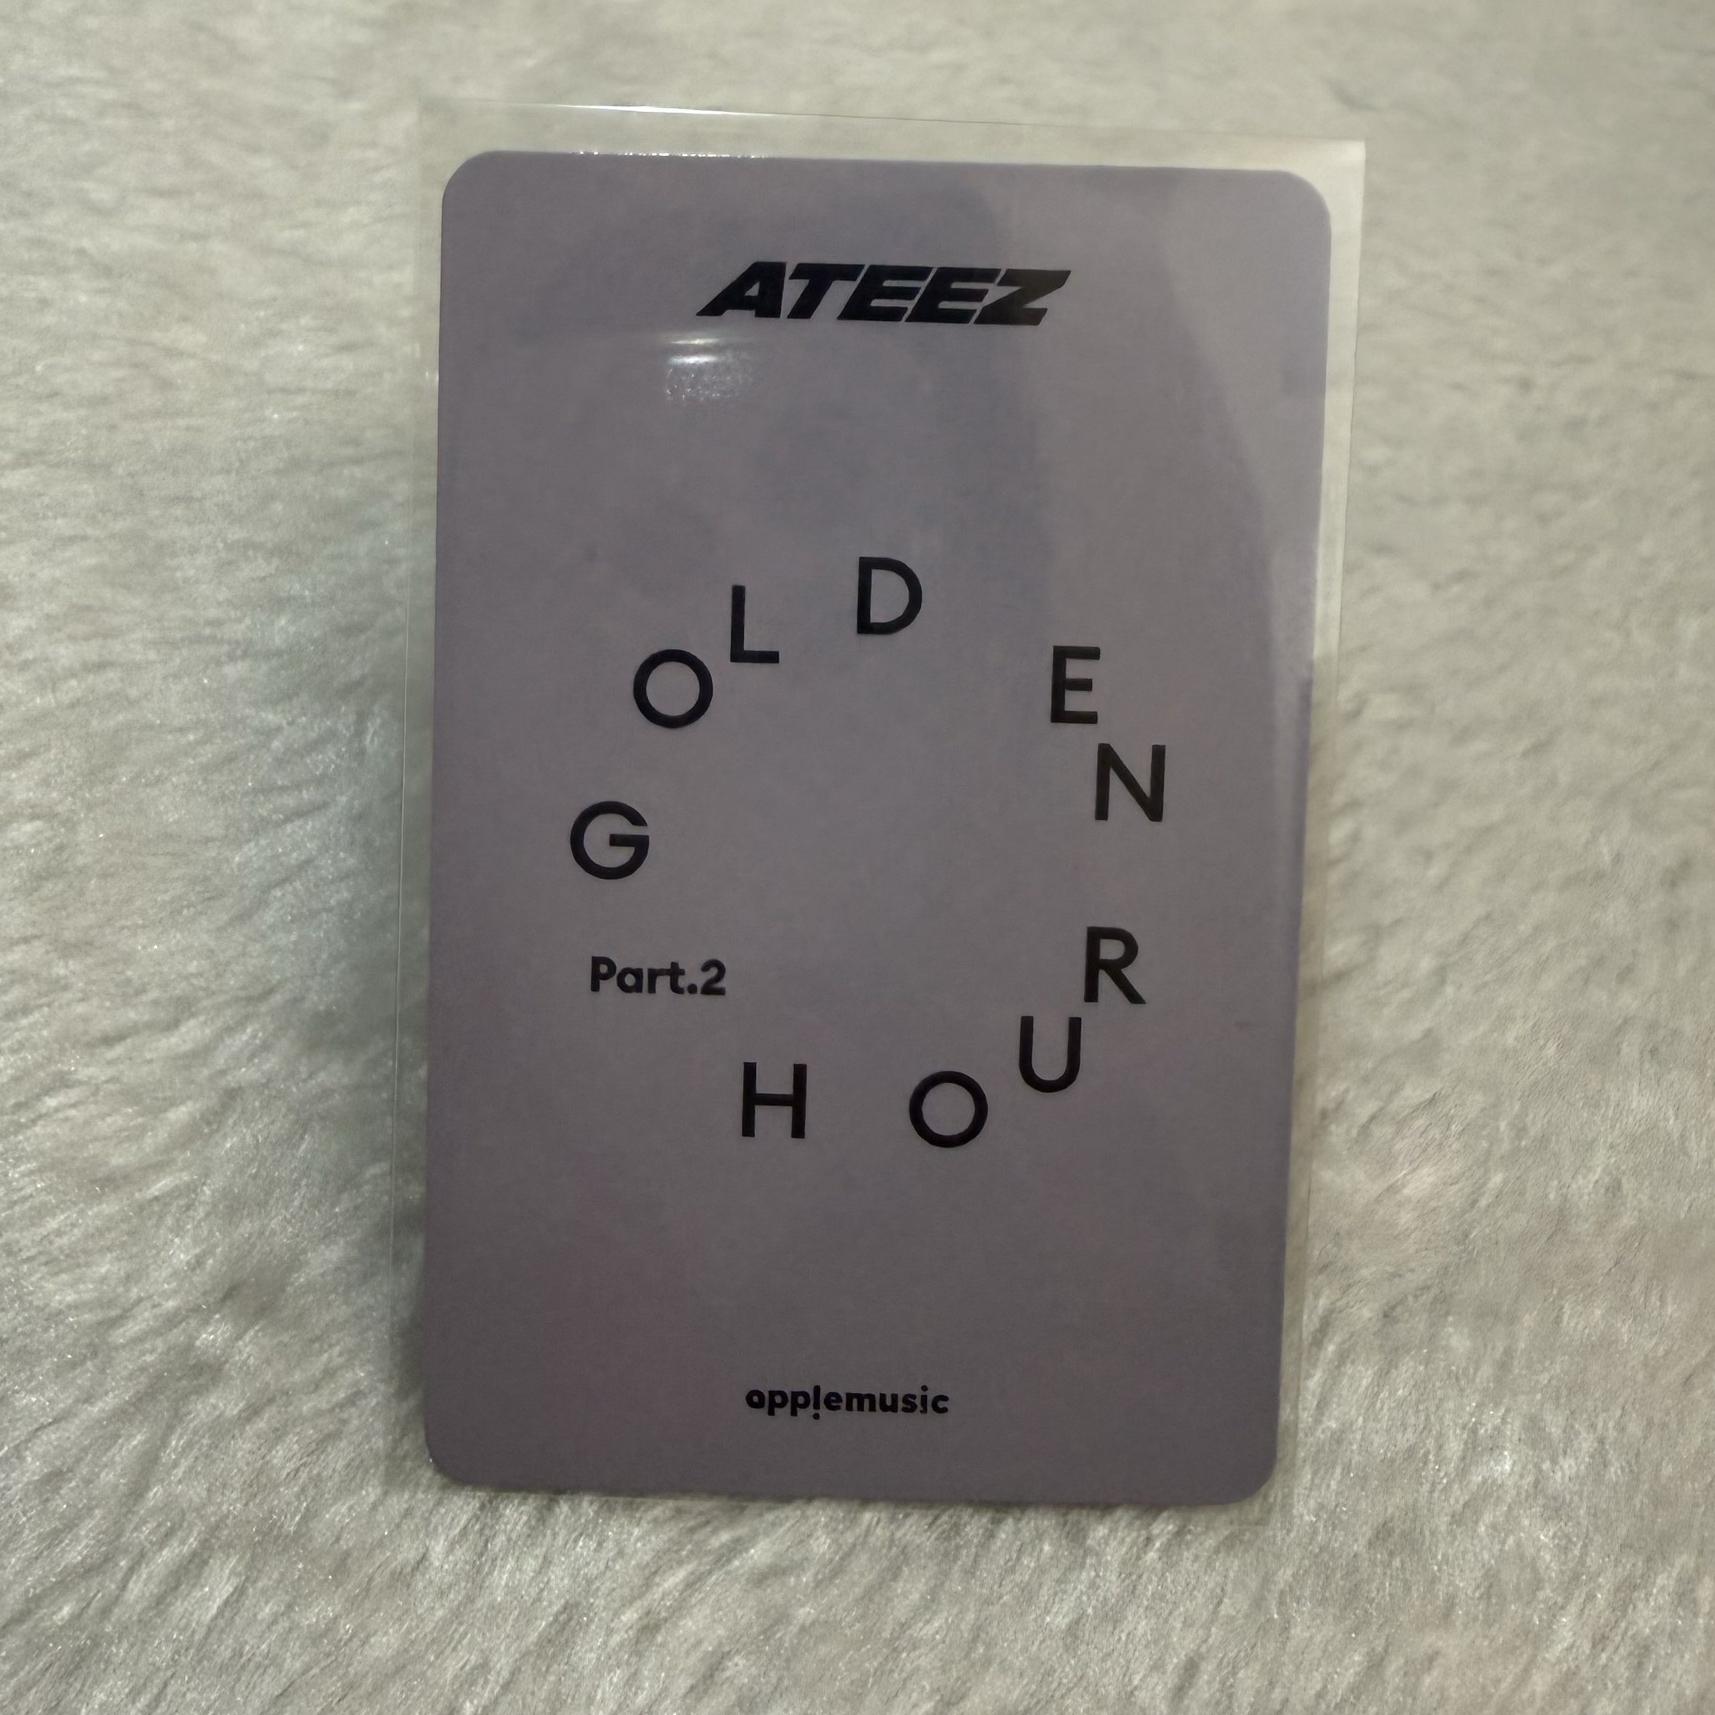 ATEEZ
GOLDEN
HOUR
Part.2
applemusic